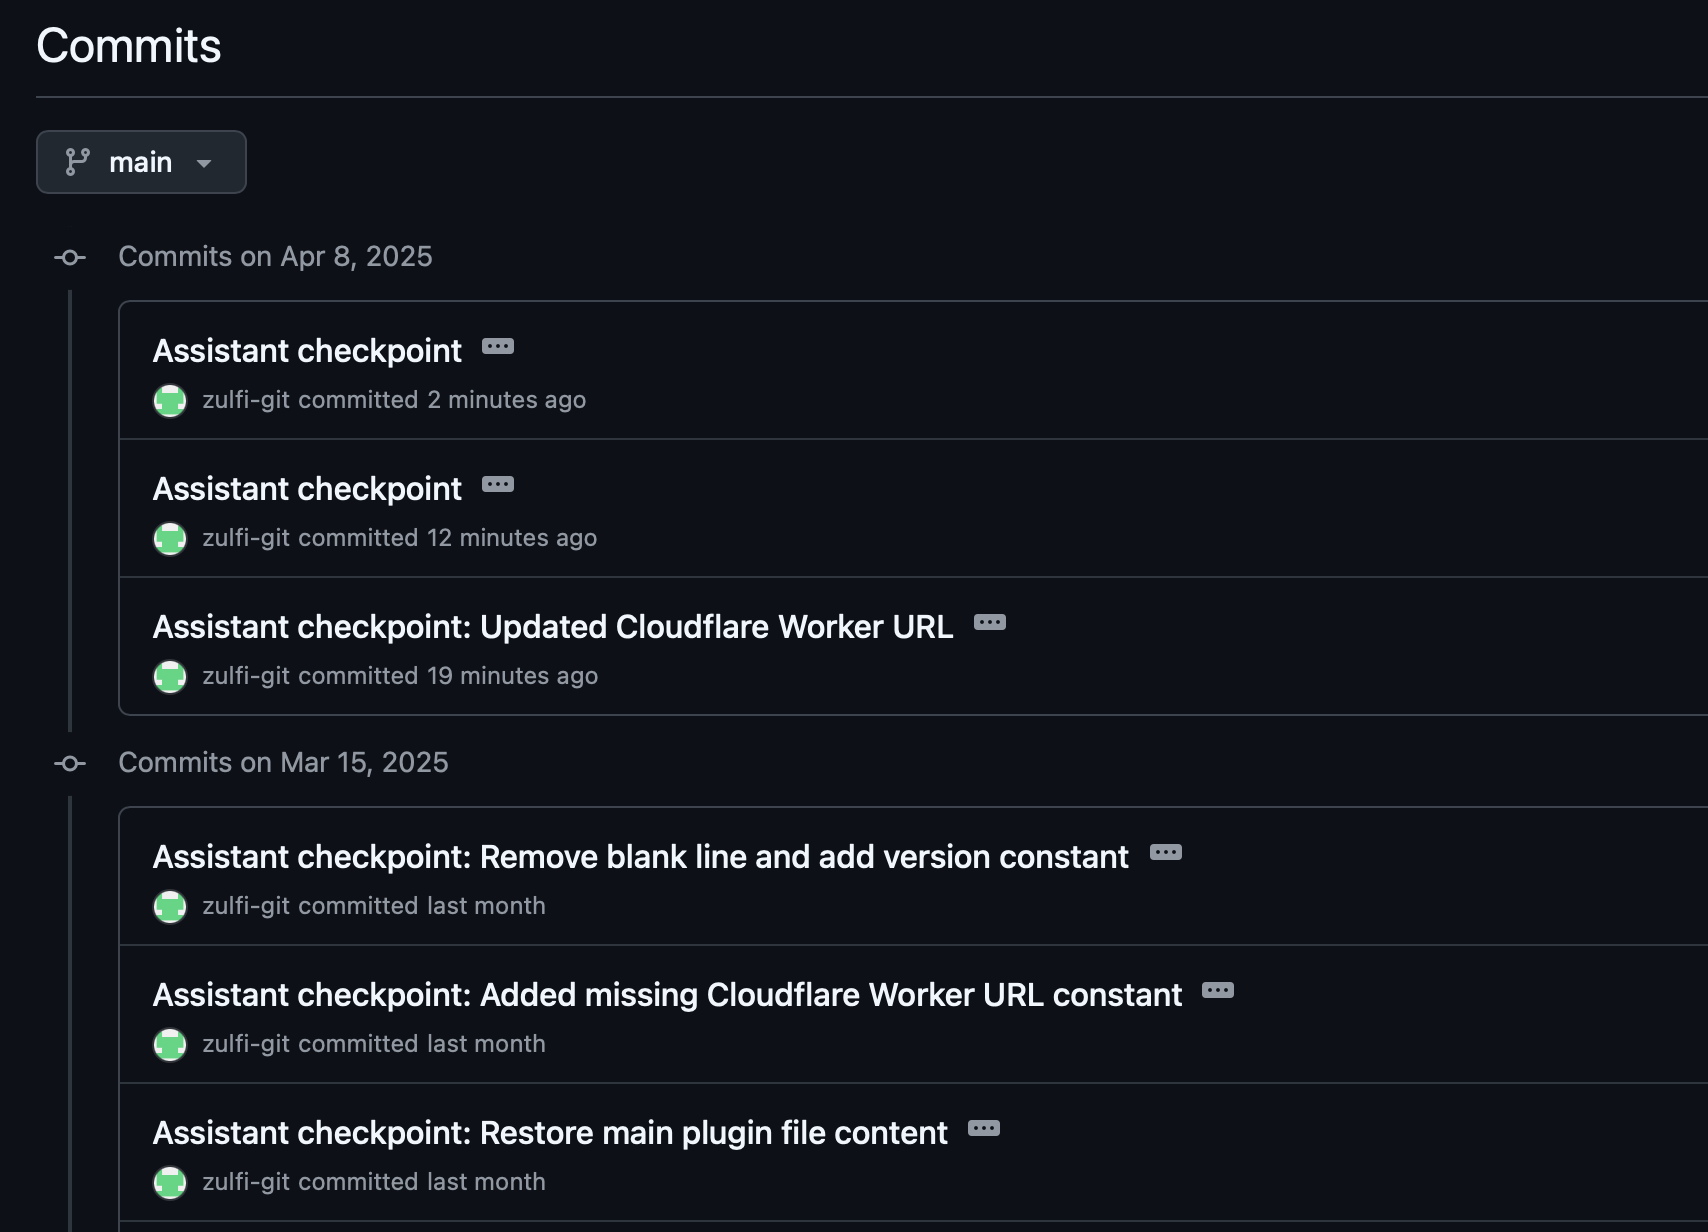 Commits
main
Commits on Apr 8, 2025
Assistant checkpoint
zulfi-git committed 2 minutes ago
Assistant checkpoint
zulfi-git committed 12 minutes ago
Assistant checkpoint: Updated Cloudflare Worker URL
zulfi-git committed 19 minutes ago
Commits on Mar 15, 2025
Assistant checkpoint: Remove blank line and add version constant
zulfi-git committed last month
Assistant checkpoint: Added missing Cloudflare Worker URL constant
zulfi-git committed last month
Assistant checkpoint: Restore main plugin file content
zulfi-git committed last month